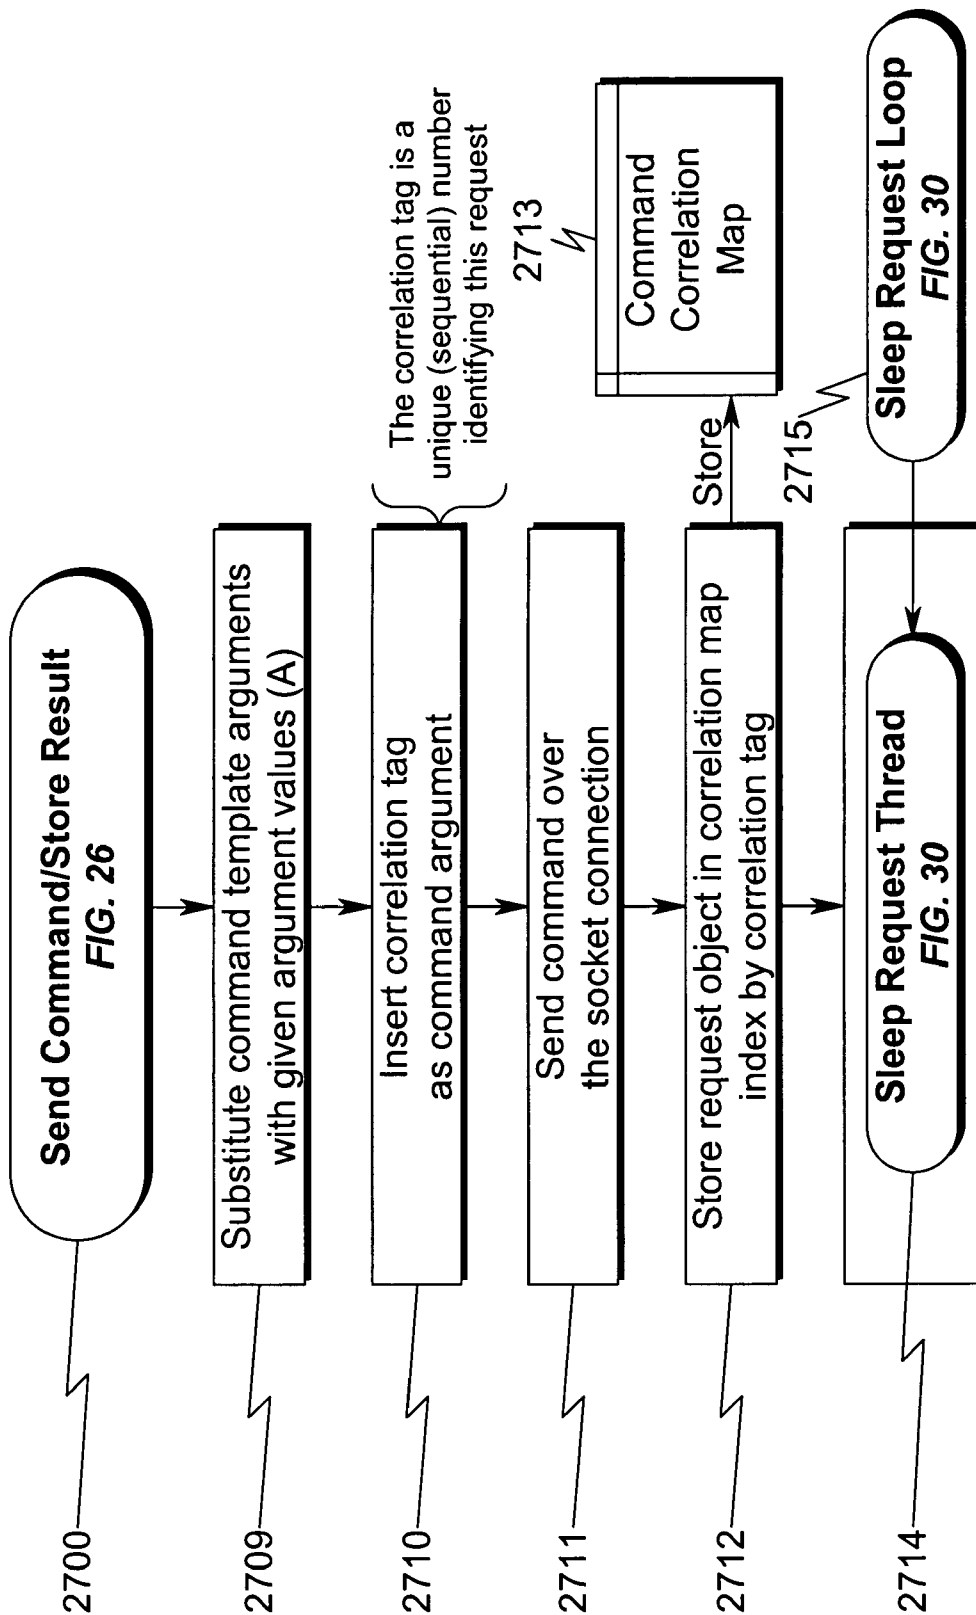 2700
Send Command/Store Result
FIG. 26
2709
Substitute command template arguments
with given argument values (A)
2710
Insert correlation tag
as command argument
The correlation tag is a
unique (sequential) number
identifying this request
2711
Send command over
the socket connection
2712
Store request object in correlation map
index by correlation tag
Store
2713
Command
Correlation
Map
2714
Sleep Request Thread
FIG. 30
2715
Sleep Request Loop
FIG. 30